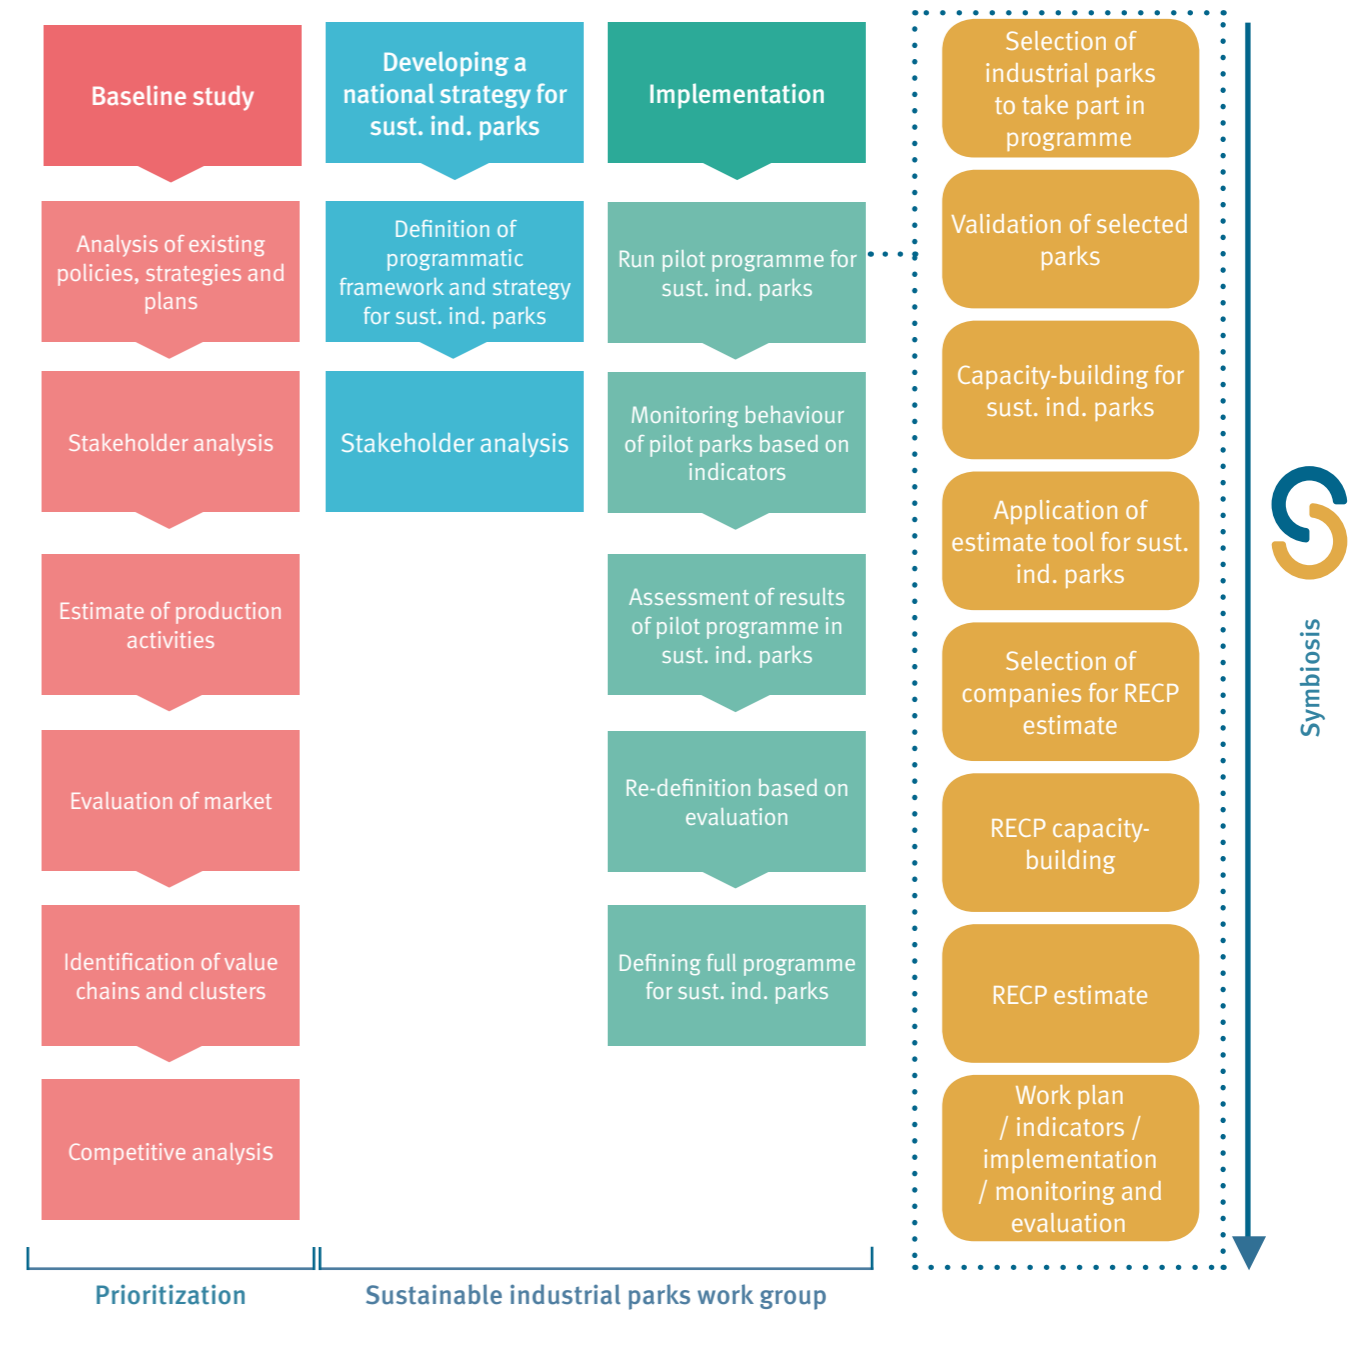 Baseline study
Analysis of existing
policies, strategies and
plans
Stakeholder analysis
Estimate of production
activities
Evaluation of market
Identification of value
chains and clusters
Competitive analysis
Prioritization
Developing a
national strategy for
sust. ind. parks
Definition of
programmatic
framework and strategy
for sust. ind. parks
Stakeholder analysis
Implementation
Run pilot programme for
sust. ind. parks
Monitoring behaviour
of pilot parks based on
indicators
Assessment of results
of pilot programme in
sust. ind. parks
Re-definition based on
evaluation
Defining full programme
for sust. ind. parks
Sustainable industrial parks work group
Selection of
industrial parks
to take part in
programme
Validation of selected
parks
Capacity-building for
sust. ind. parks
Application of
estimate tool for sust.
ind. parks
Selection of
companies for RECP
estimate
RECP capacity-
building
RECP estimate
Work plan
/ indicators /
implementation
/ monitoring and
evaluation
Symbiosis